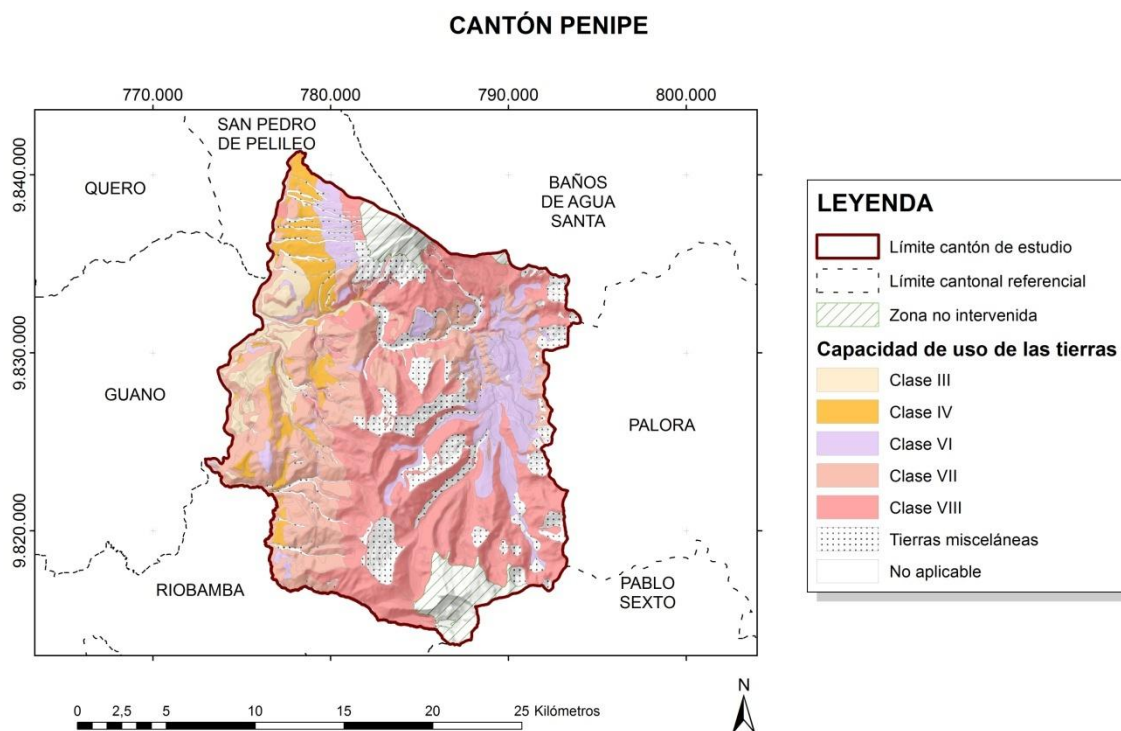 CANTÓN PENIPE
770.000 780.000 790.000 800.000
9.840.000
9.830.000
9.820.000
SAN PEDRO
DE PELILEO
QUERO
BAÑOS
DE AGUA
SANTA
GUANO
PALORA
RIOBAMBA
PABLO
SEXTO
LEYENDA
Límite cantón de estudio
Límite cantonal referencial
Zona no intervenida
Capacidad de uso de las tierras
Clase III
Clase IV
Clase VI
Clase VII
Clase VIII
Tierras misceláneas
No aplicable
0 2,5 5 10 15 20 25 Kilómetros
N